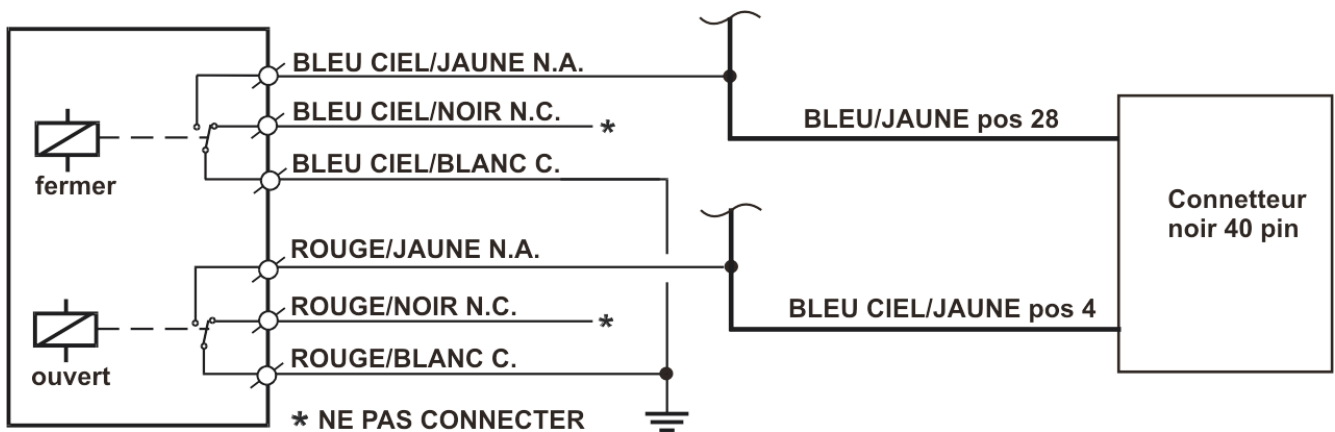 BLEU CIEL/JAUNE N.A.
BLEU CIEL/NOIR N.C.
*
BLEU CIEL/BLANC C.
fermer
BLEU/JAUNE pos 28
Connetteur
noir 40 pin
ROUGE/JAUNE N.A.
ROUGE/NOIR N.C.
*
ROUGE/BLANC C.
ouvert
BLEU CIEL/JAUNE pos 4
* NE PAS CONNECTER